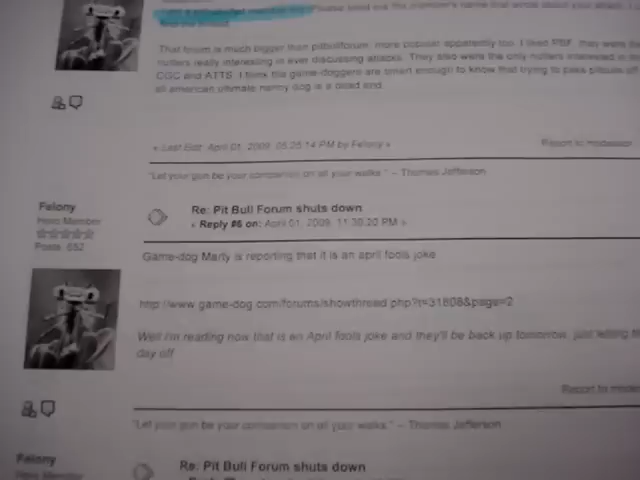 That forum is much bigger than pitbullforum, more popular apparently too. I liked PBF, they were the
nutters really interesting in ever discussing attacks. They also were the only nutters interested in the
CGC and ATTS. I think the game-doggers are smart enough to know that trying to pass pitbulls off
all american ultimate nanny dog is a dead end.
« Last Edit: April 01, 2009, 05:25:14 PM by Felony »
Report to moderator
"Let your gun be your companion on all your walks." -- Thomas Jefferson
Felony
Hero Member
Posts: 652
Re: Pit Bull Forum shuts down
« Reply #6 on: April 01, 2009, 11:30:20 PM »
Game-dog Marty is reporting that it is an april fools joke
http://www.game-dog.com/forums/showthread.php?t=31808&page=2
Well I'm reading now that is an April fools joke and they'll be back up tomorrow, just letting
day off
Report to moder
"Let your gun be your companion on all your walks." -- Thomas Jefferson
Felony
Hero Member
Re: Pit Bull Forum shuts down